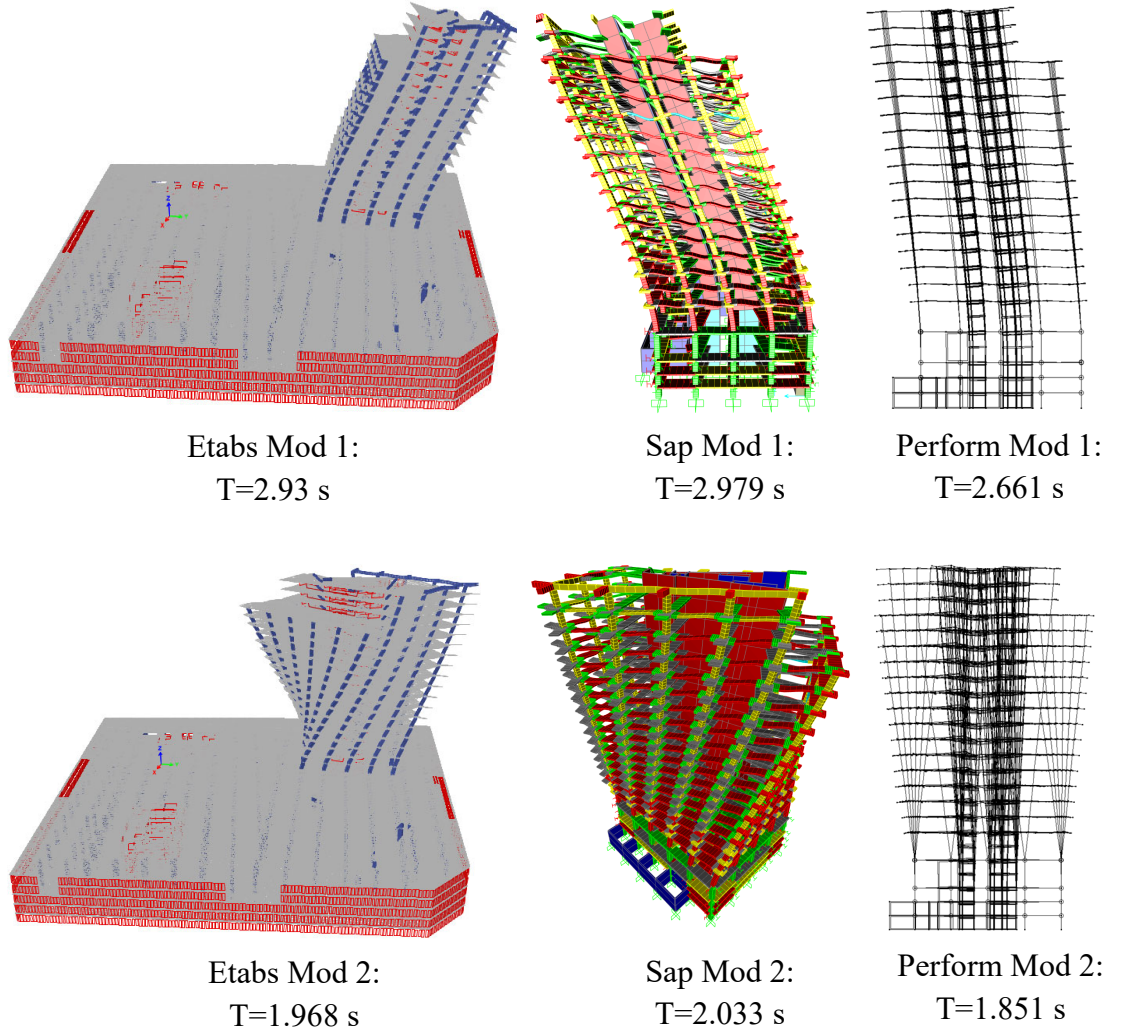 Etabs Mod 1:
T=2.93 s
Sap Mod 1:
T=2.979 s
Perform Mod 1:
T=2.661 s
Etabs Mod 2:
T=1.968 s
Sap Mod 2:
T=2.033 s
Perform Mod 2:
T=1.851 s